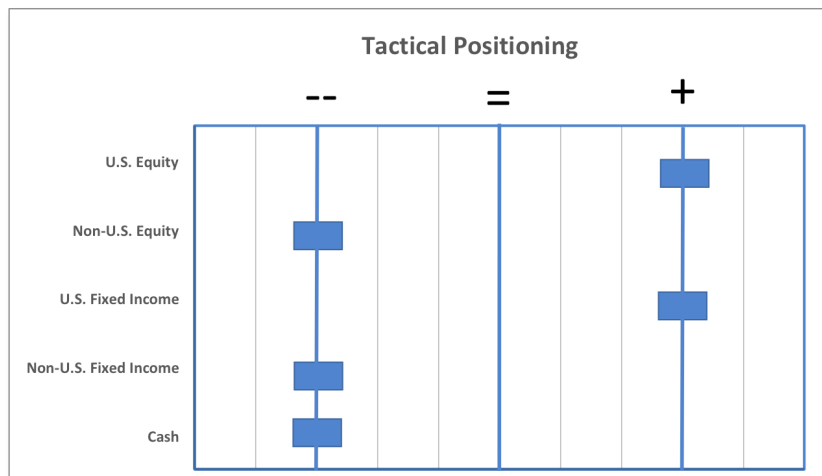 Tactical Positioning
-- = +
U.S. Equity
Non-U.S. Equity
U.S. Fixed Income
Non-U.S. Fixed Income
Cash